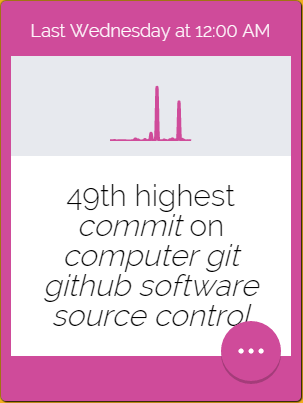 Last Wednesday at 12:00 AM
49th highest
commit on
computer git
github software
source control